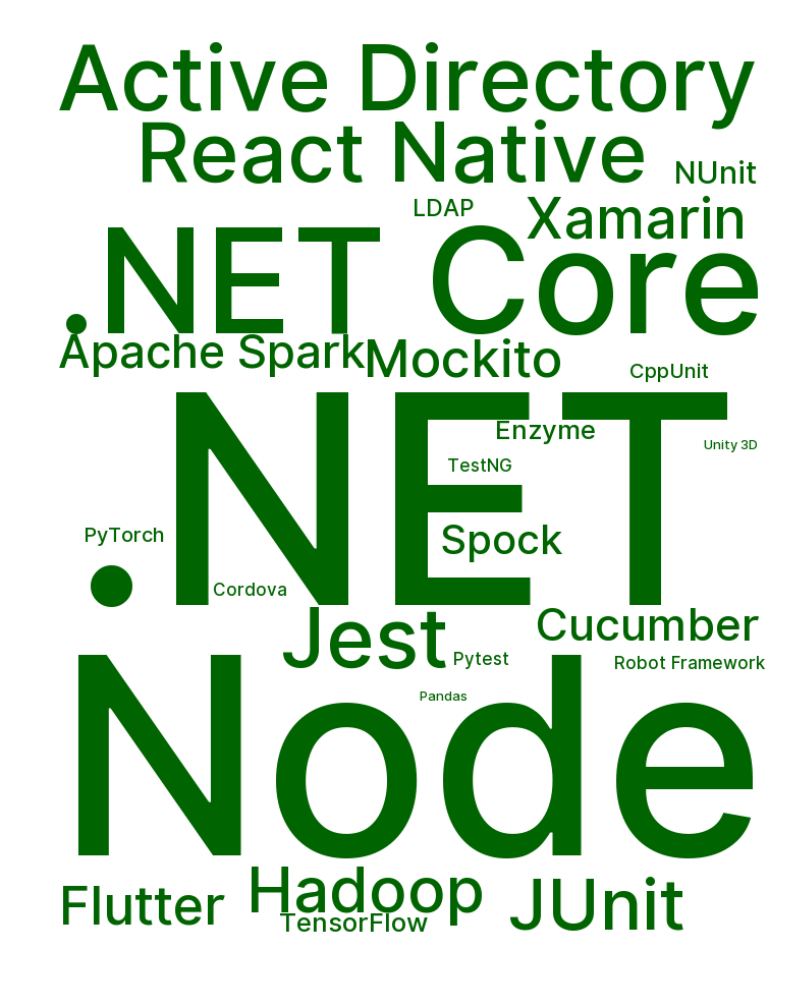 Active Directory
React Native
NUnit
LDAP
Xamarin
.NET Core
Apache Spark
Mockito
CppUnit
.NET
Enzyme
Unity 3D
TestNG
PyTorch
Spock
Cordova
Jest
Cucumber
Pytest
Robot Framework
Pandas
Node
Flutter
Hadoop
JUnit
TensorFlow